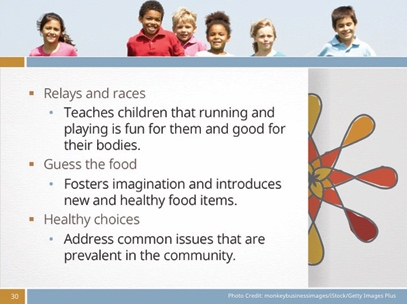 Relays and races
Teaches children that running and
playing is fun for them and good for
their bodies.
Guess the food
Fosters imagination and introduces
new and healthy food items.
Healthy choices
Address common issues that are
prevalent in the community.
30
Photo Credit: monkeybusinessimages/iStock/Getty Images Plus